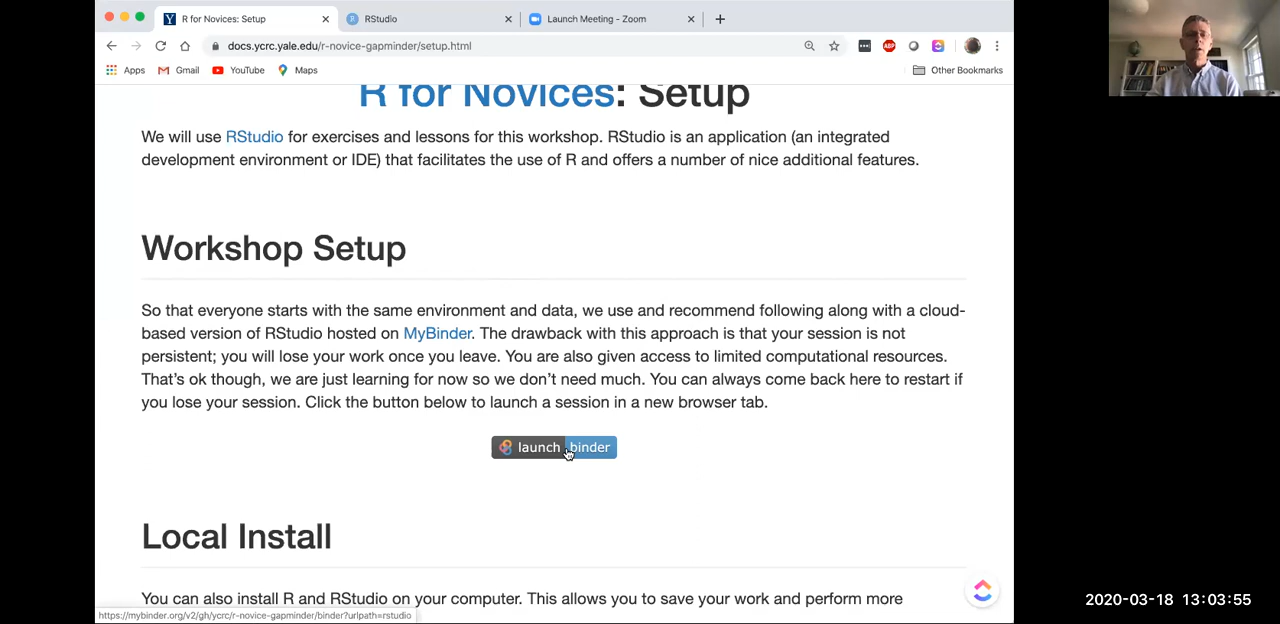 R for Novices: Setup
RStudio
Launch Meeting - Zoom
docs.ycrc.yale.edu/r-novice-gapminder/setup.html
ABP
Apps
Gmail
YouTube
Maps
Other Bookmarks
R for Novices: Setup
We will use RStudio for exercises and lessons for this workshop. RStudio is an application (an integrated
development environment or IDE) that facilitates the use of R and offers a number of nice additional features.
Workshop Setup
So that everyone starts with the same environment and data, we use and recommend following along with a cloud-
based version of RStudio hosted on MyBinder. The drawback with this approach is that your session is not
persistent; you will lose your work once you leave. You are also given access to limited computational resources.
That's ok though, we are just learning for now so we don't need much. You can always come back here to restart if
you lose your session. Click the button below to launch a session in a new browser tab.
launch binder
Local Install
You can also install R and RStudio on your computer. This allows you to save your work and perform more
https://mybinder.org/v2/gh/ycrc/r-novice-gapminder/binder?urlpath=rstudio
2020-03-18 13:03:55